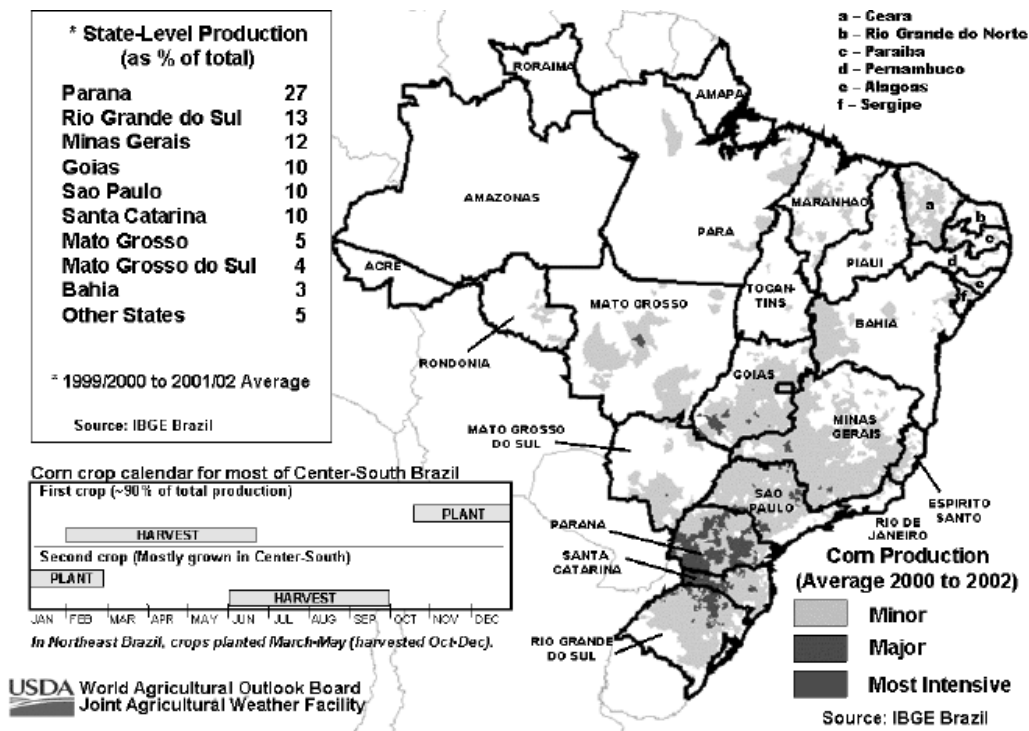 * State-Level Production
(as % of total)
Parana 27
Rio Grande do Sul 13
Minas Gerais 12
Goias 10
Sao Paulo 10
Santa Catarina 10
Mato Grosso 5
Mato Grosso do Sul 4
Bahia 3
Other States 5
* 1999/2000 to 2001/02 Average
Source: IBGE Brazil
a – Ceara
b – Rio Grande do Norte
c – Paraiba
d – Pernambuco
e – Alagoas
f – Sergipe
RORAIMA
AMAPA
AMAZONAS
PARA
MARANHAO
a
b
c
d
e
f
PIAUI
ACRE
TOCAN-
TINS
MATO GROSSO
BAHIA
RONDONIA
GOIAS
MINAS
GERAIS
MATO GROSSO
DO SUL
SAO
PAULO
ESPIRITO
SANTO
RIO DE
JANEIRO
PARANA
SANTA
CATARINA
RIO GRANDE
DO SUL
Corn crop calendar for most of Center-South Brazil
First crop (~90% of total production)
PLANT
HARVEST
Second crop (Mostly grown in Center-South)
PLANT
HARVEST
JAN FEB MAR APR MAY JUN JUL AUG SEP OCT NOV DEC
In Northeast Brazil, crops planted March-May (harvested Oct-Dec).
Corn Production
(Average 2000 to 2002)
Minor
Major
Most Intensive
Source: IBGE Brazil
USDA World Agricultural Outlook Board
Joint Agricultural Weather Facility